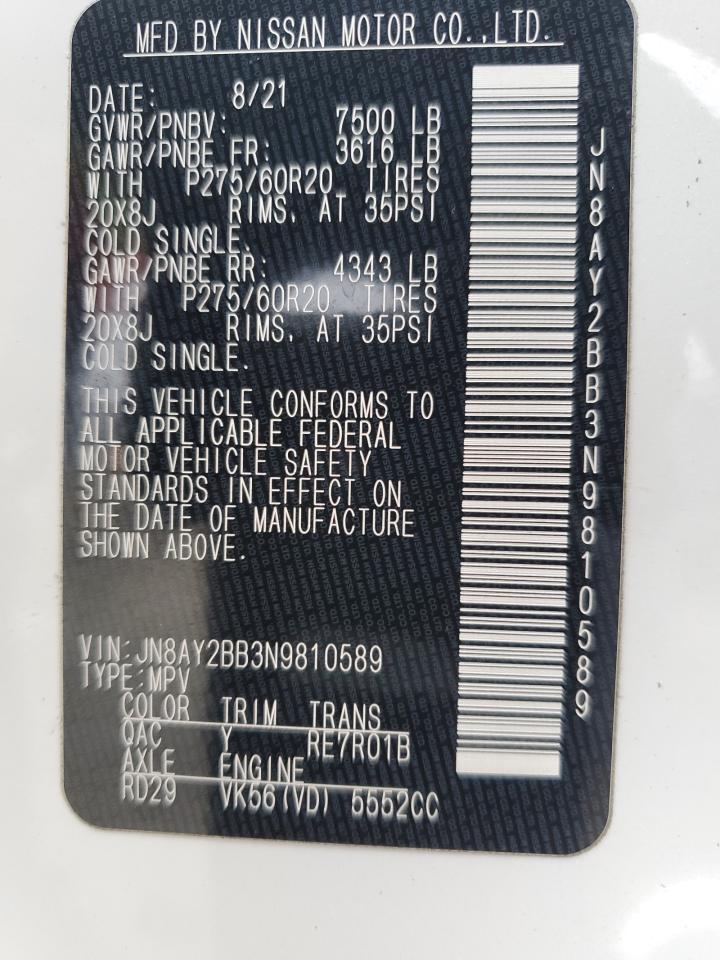 MFD BY NISSAN MOTOR CO.,LTD.
DATE: 8/21
GVWR/PNBV: 7500 LB
GAWR/PNBE FR: 3616 LB
WITH P275/60R20 TIRES
20X8J RIMS, AT 35PSI
COLD SINGLE.
GAWR/PNBE RR: 4343 LB
WITH P275/60R20 TIRES
20X8J RIMS, AT 35PSI
COLD SINGLE.
THIS VEHICLE CONFORMS TO
ALL APPLICABLE FEDERAL
MOTOR VEHICLE SAFETY
STANDARDS IN EFFECT ON
THE DATE OF MANUFACTURE
SHOWN ABOVE.
VIN:JN8AY2BB3N9810589
TYPE:MPV
COLOR TRIM TRANS
QAC Y RE7R01B
AXLE ENGINE
RD29 VK56(VD) 5552CC
JN8AY2BB3N9810589